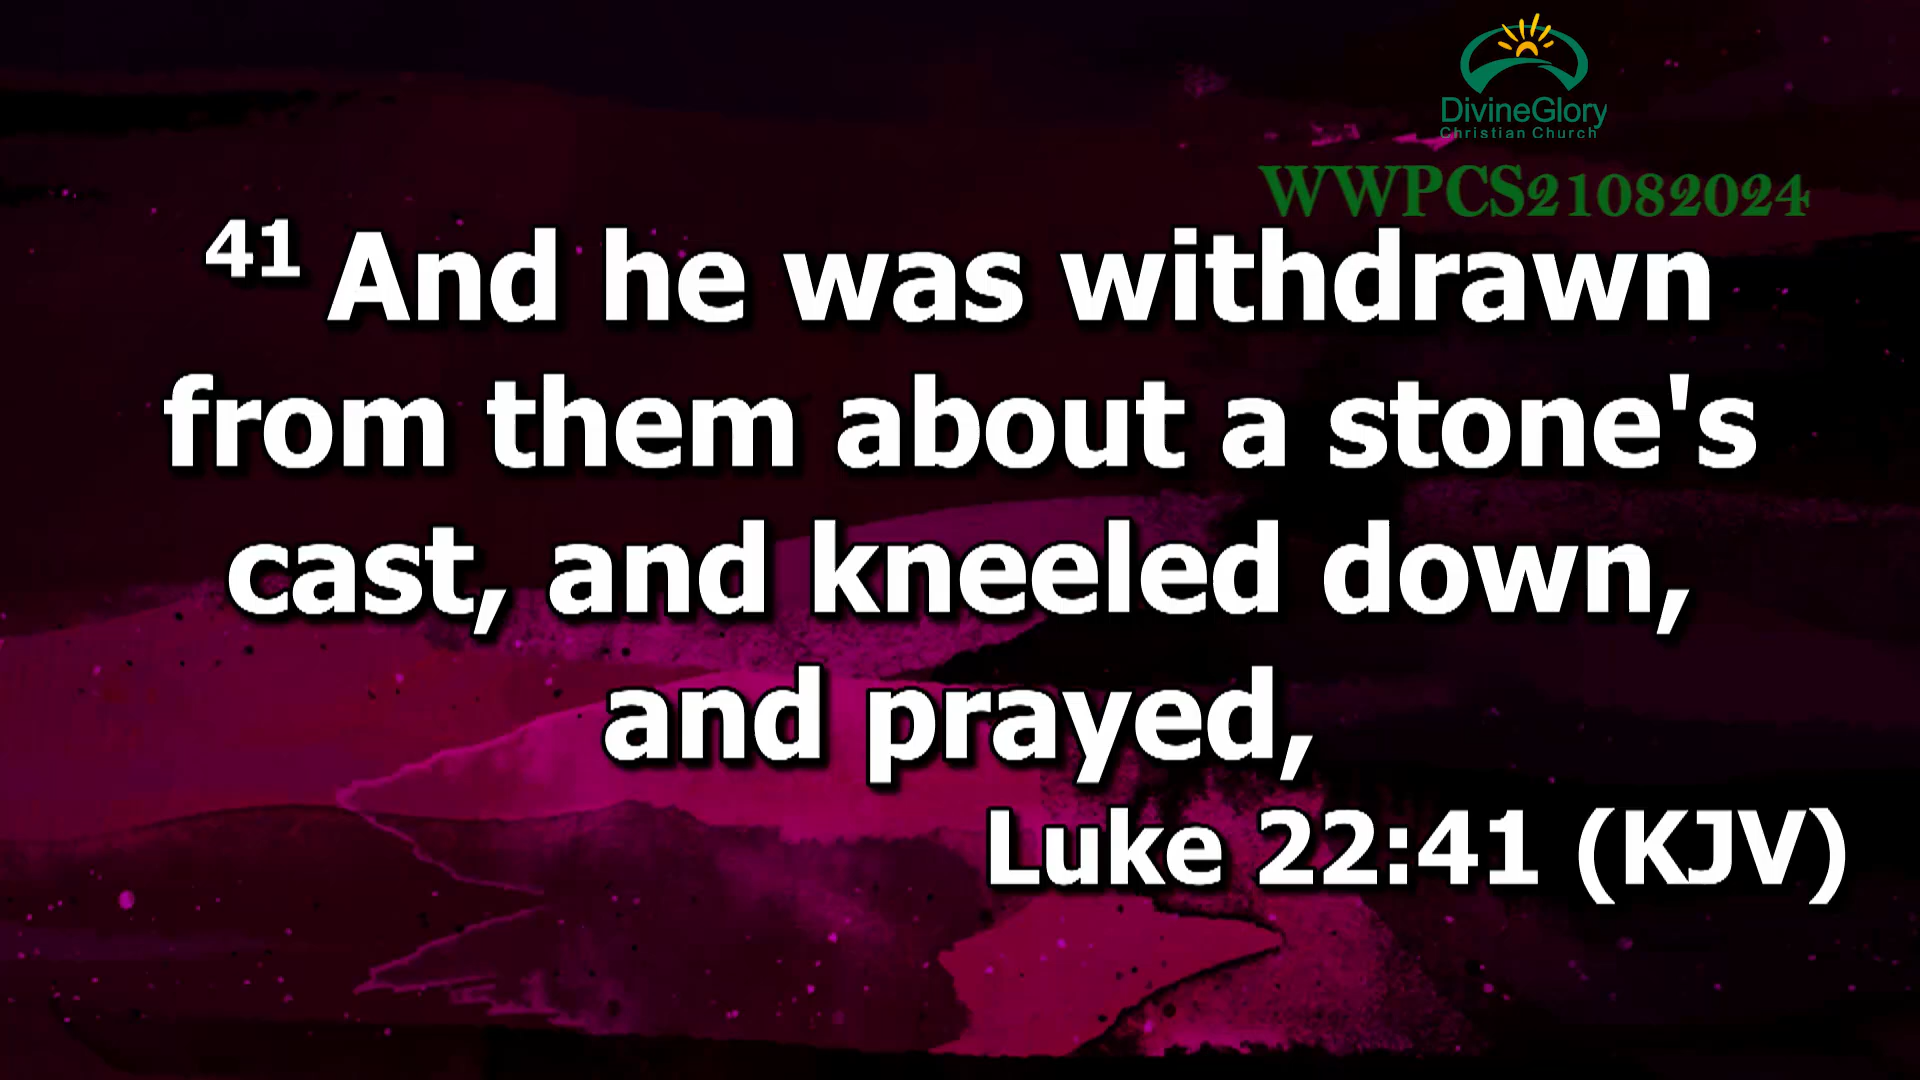 DivineGlory
Christian Church
WWPCS21082024
41 And he was withdrawn
from them about a stone's
cast, and kneeled down,
and prayed,
Luke 22:41 (KJV)